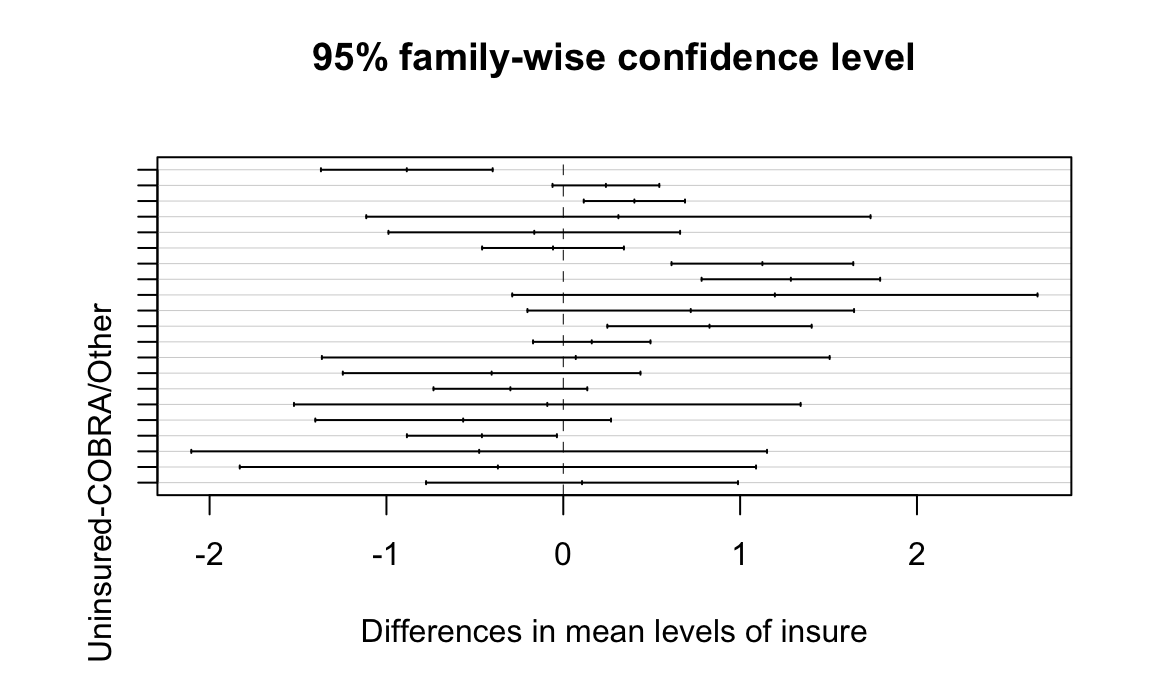 95% family-wise confidence level
Uninsured-COBRA/Other
-2 -1 0 1 2
Differences in mean levels of insure